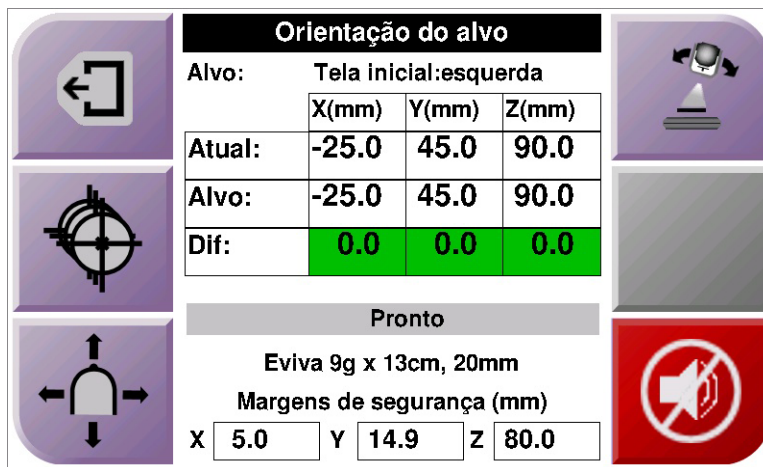 Orientação do alvo
Alvo: Tela inicial:esquerda
X(mm) Y(mm) Z(mm)
Atual: -25.0 45.0 90.0
Alvo: -25.0 45.0 90.0
Dif: 0.0 0.0 0.0
Pronto
Eviva 9g x 13cm, 20mm
Margens de segurança (mm)
X 5.0 Y 14.9 Z 80.0